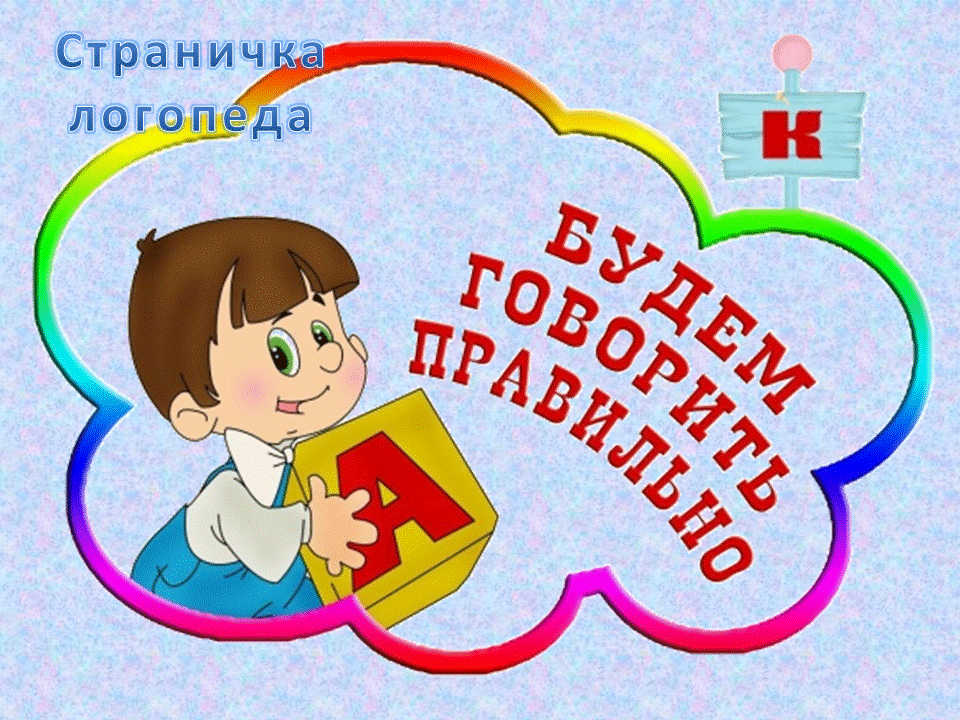 Страничка
логопеда
К
БУДЕМ
ГОВОРИТЬ
ПРАВИЛЬНО
А